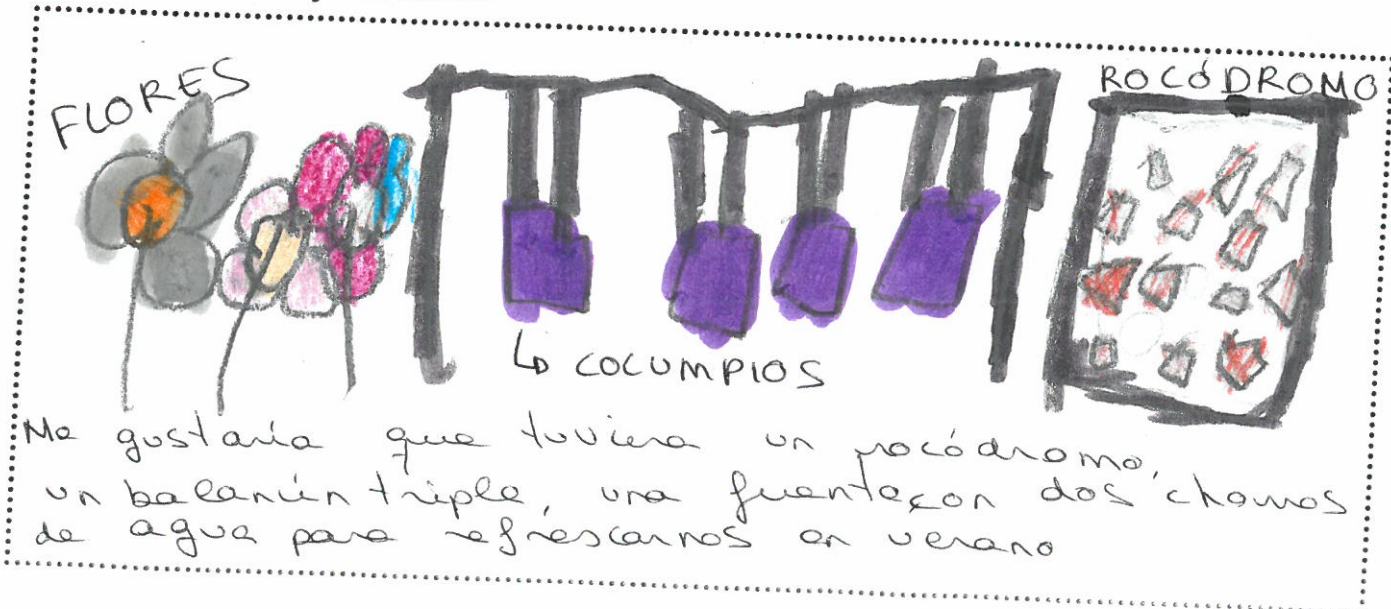 FLORES
ROCÓDROMO
COCUMPIOS
Me gustaría que tuviera un rocódromo,
un balancín triple, una fuente con dos chorros
de agua para refrescarnos en verano